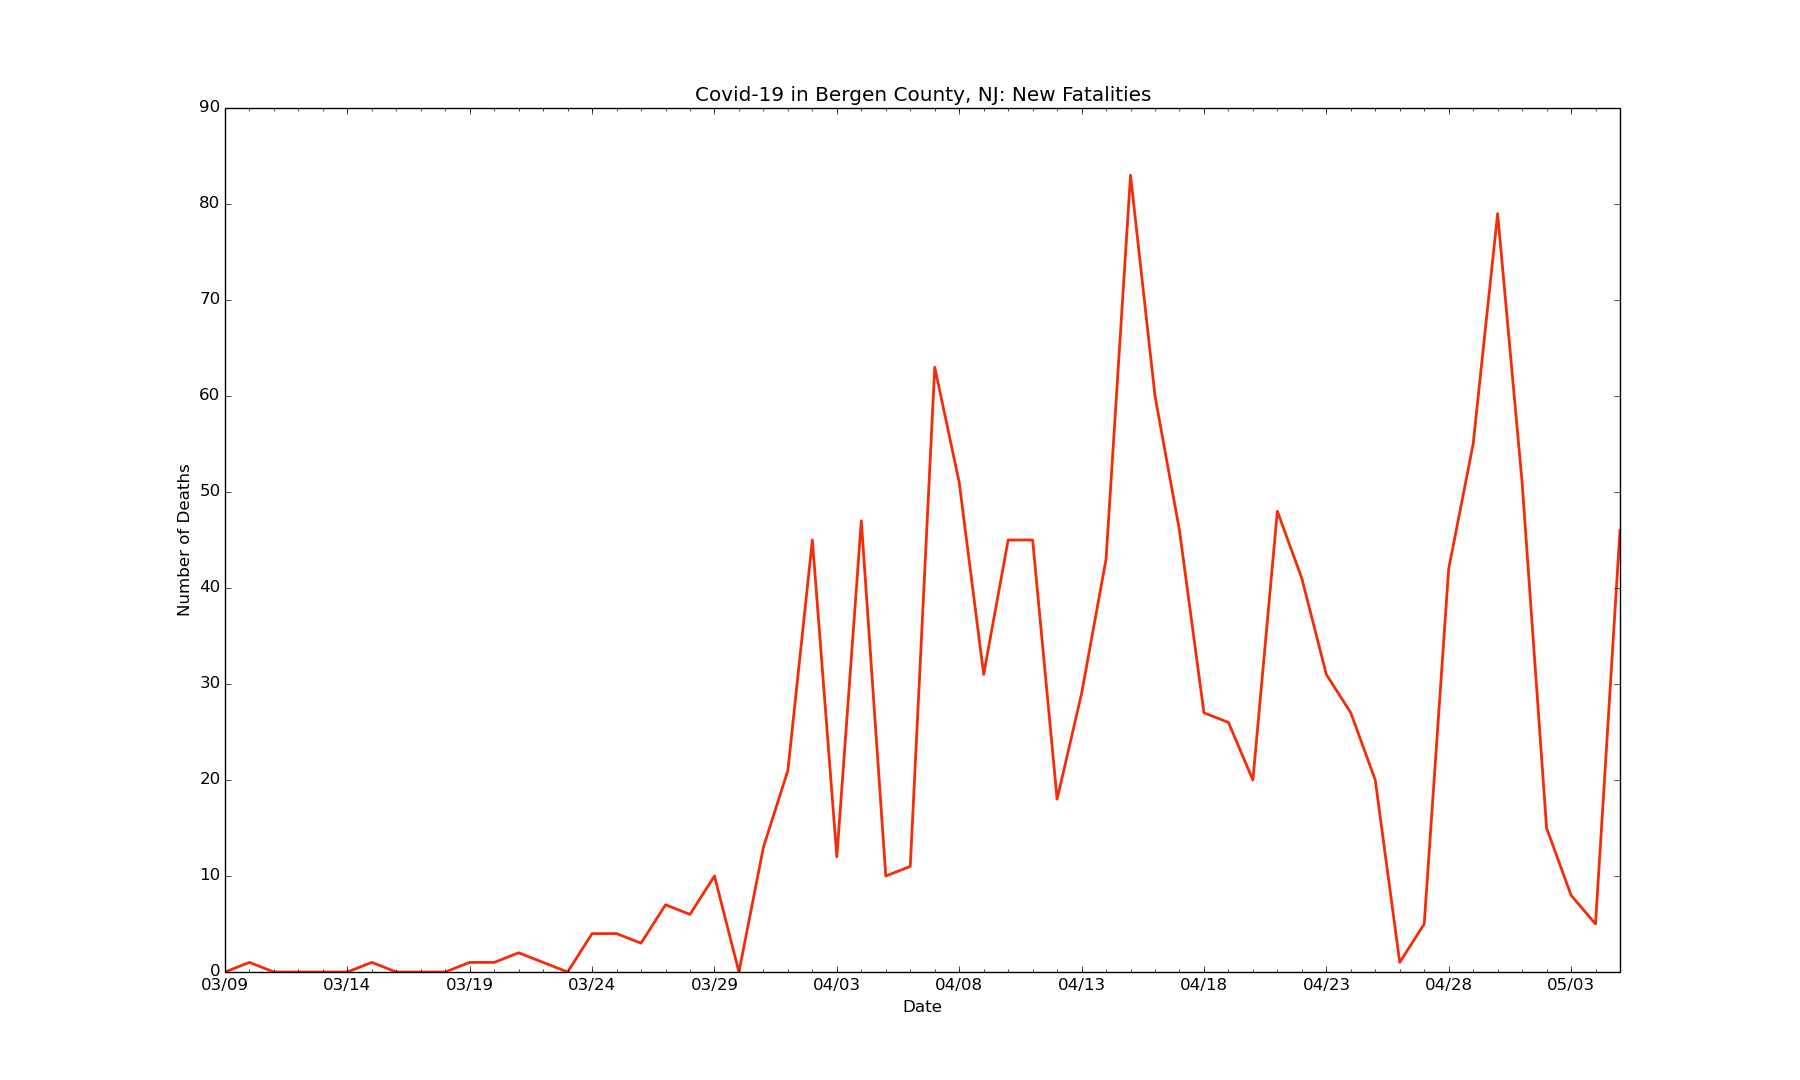 Covid-19 in Bergen County, NJ: New Fatalities
90
80
70
60
50
40
30
20
10
0
Number of Deaths
03/09 03/14 03/19 03/24 03/29 04/03 04/08 04/13 04/18 04/23 04/28 05/03
Date